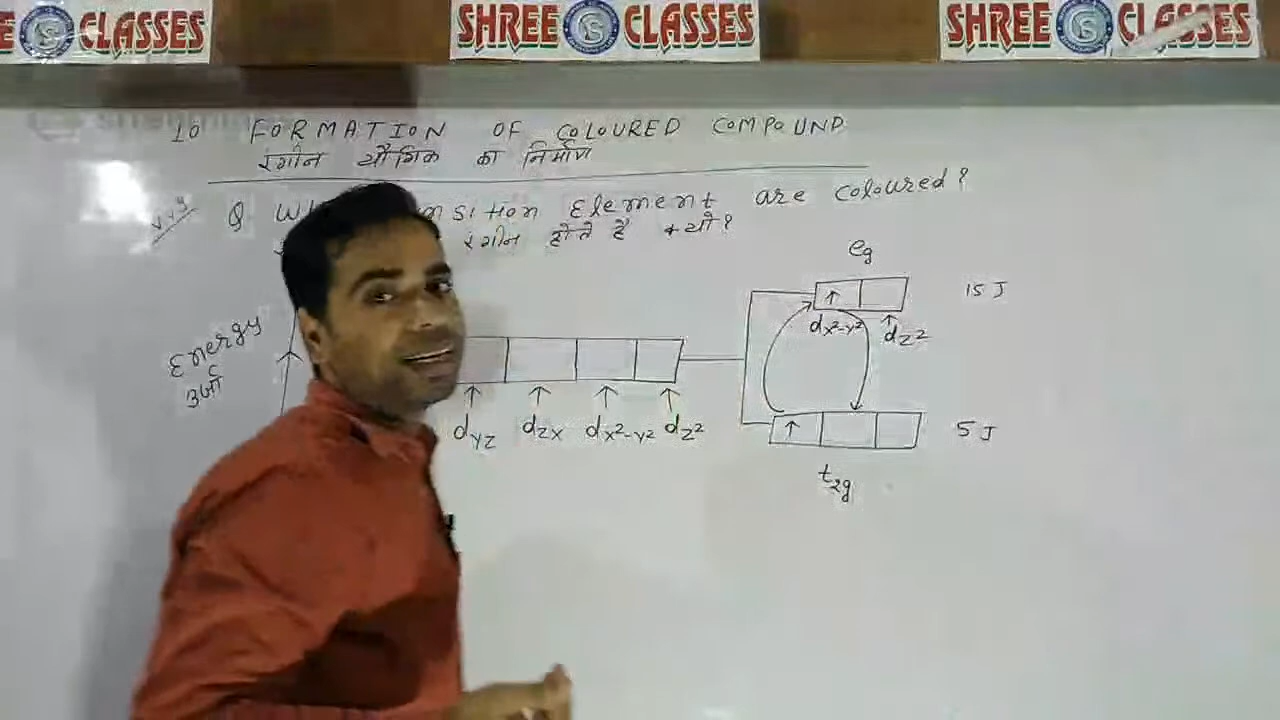 SHREE CLASSES SHREE CLASSES
CLASSES
10 FORMATION OF COLOURED COMPOUND
रंगीन यौगिक का निर्माण
Q Element are coloured?
रंगीन होते हैं क्यों?
eg
15 J
dx²-y² dz²
Energy
ऊर्जा
dyz dzx dx²-y² dz²
5 J
t2g